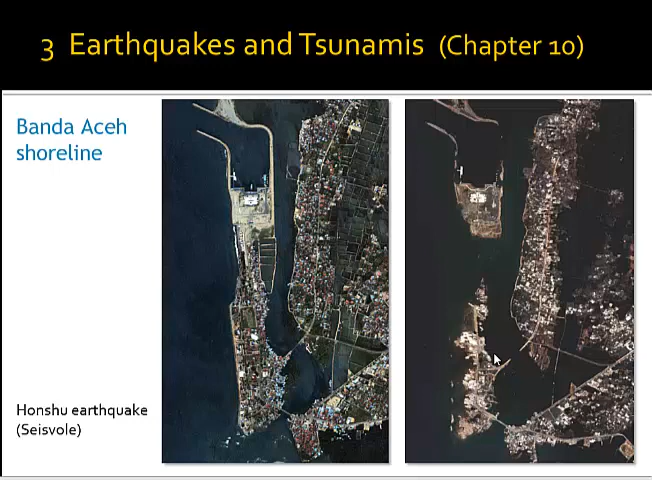 3 Earthquakes and Tsunamis (Chapter 10)
Banda Aceh
shoreline
Honshu earthquake
(Seisvole)